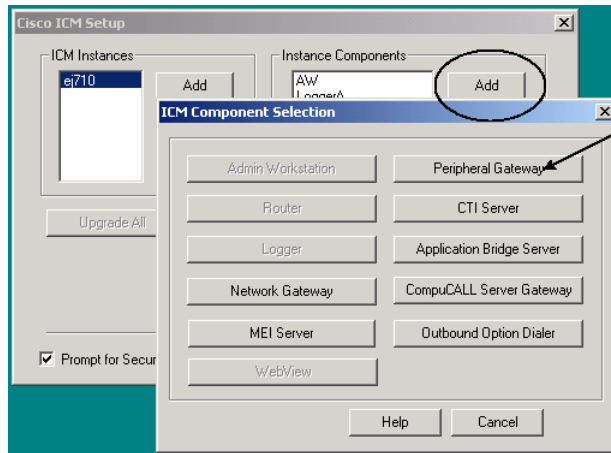 Cisco ICM Setup
ICM Instances
Instance Components
ej710
Add
AW
LoggerA
Add
ICM Component Selection
Admin Workstation
Peripheral Gateway
Router
CTI Server
Upgrade All
Logger
Application Bridge Server
Network Gateway
CompuCALL Server Gateway
MEI Server
Outbound Option Dialer
Prompt for Secur
WebView
Help
Cancel